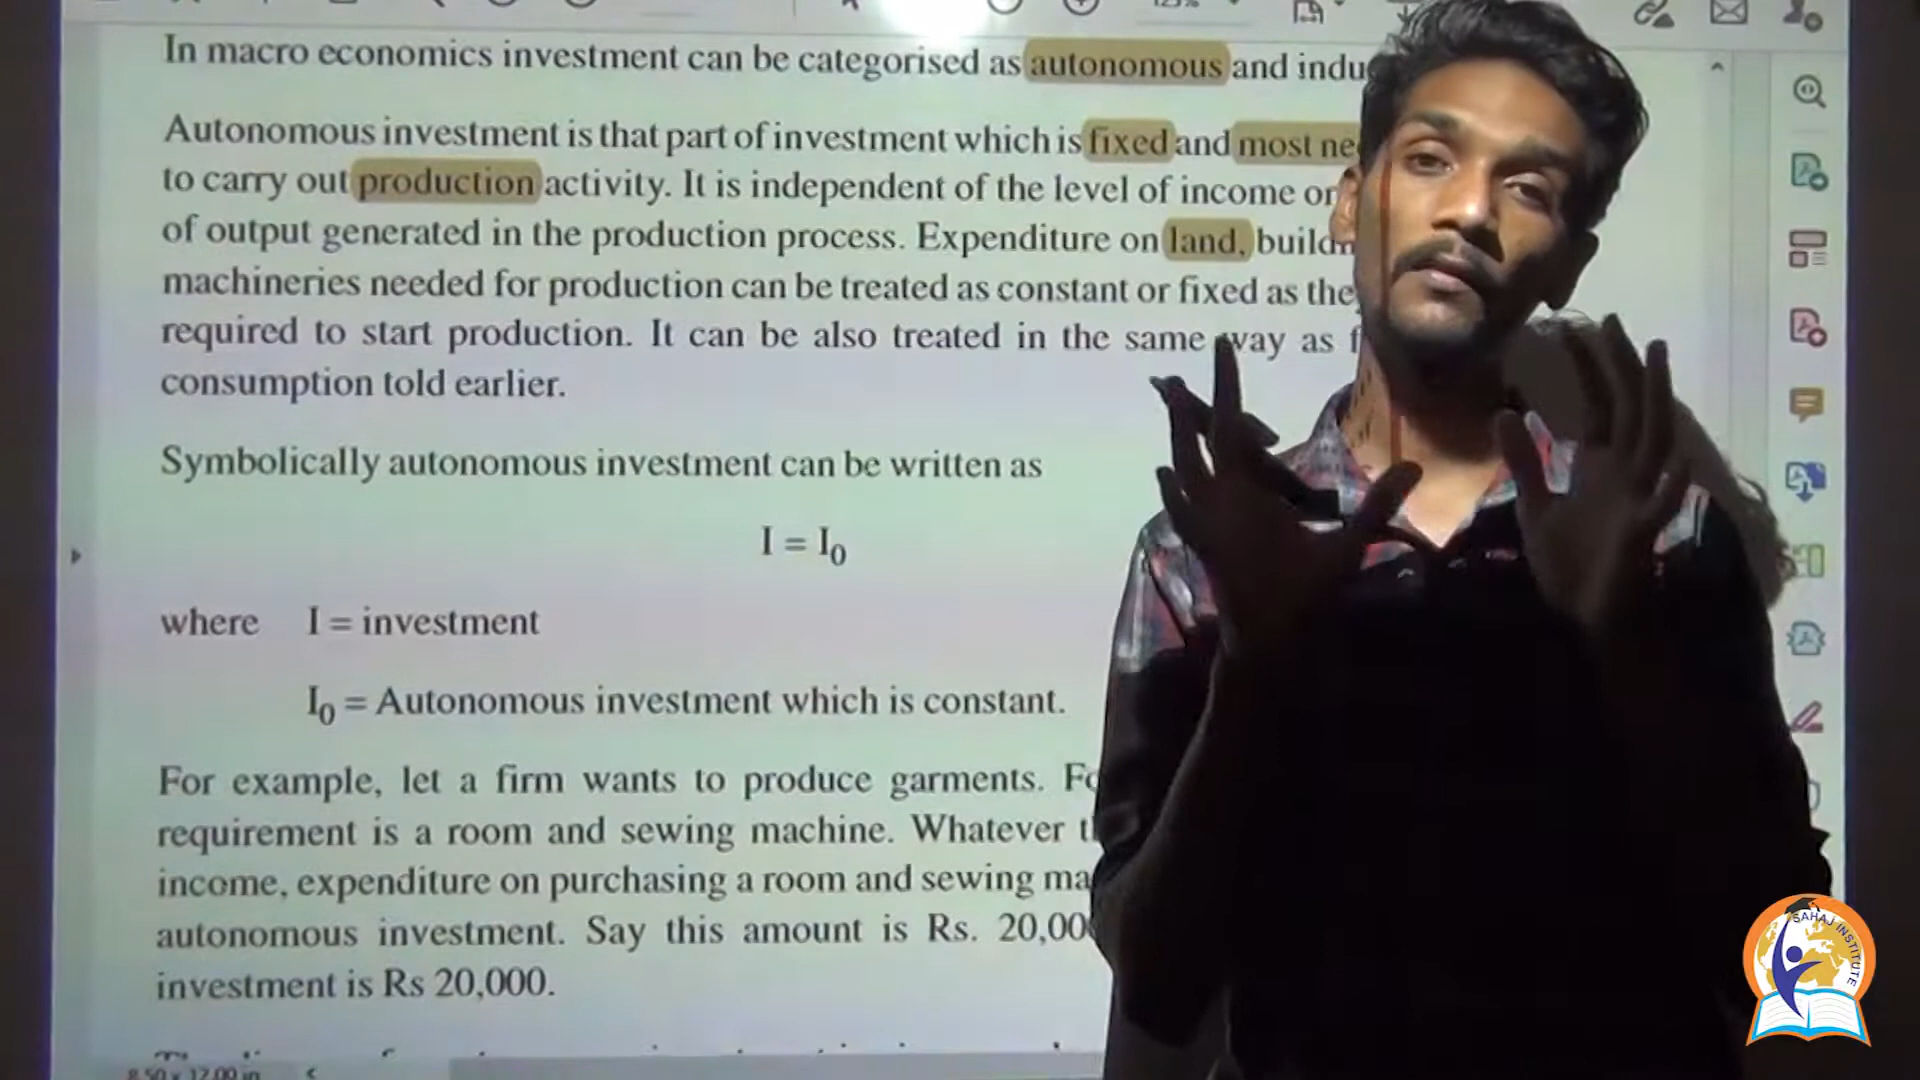 In macro economics investment can be categorised as autonomous and
Autonomous investment is that part of investment which is fixed and most
to carry out production activity. It is independent of the level of income or
of output generated in the production process. Expenditure on land,
machineries needed for production can be treated as constant or fixed as
required to start production. It can be also treated in the same way as
consumption told earlier.
Symbolically autonomous investment can be written as
I = I₀
where I = investment
I₀ = Autonomous investment which is constant.
For example, let a firm wants to produce garments.
requirement is a room and sewing machine. Whatever
income, expenditure on purchasing a room and sewing
autonomous investment. Say this amount is Rs.
investment is Rs 20,000.
8.50 x 12.00 in
SAHAJ INSTITUTE